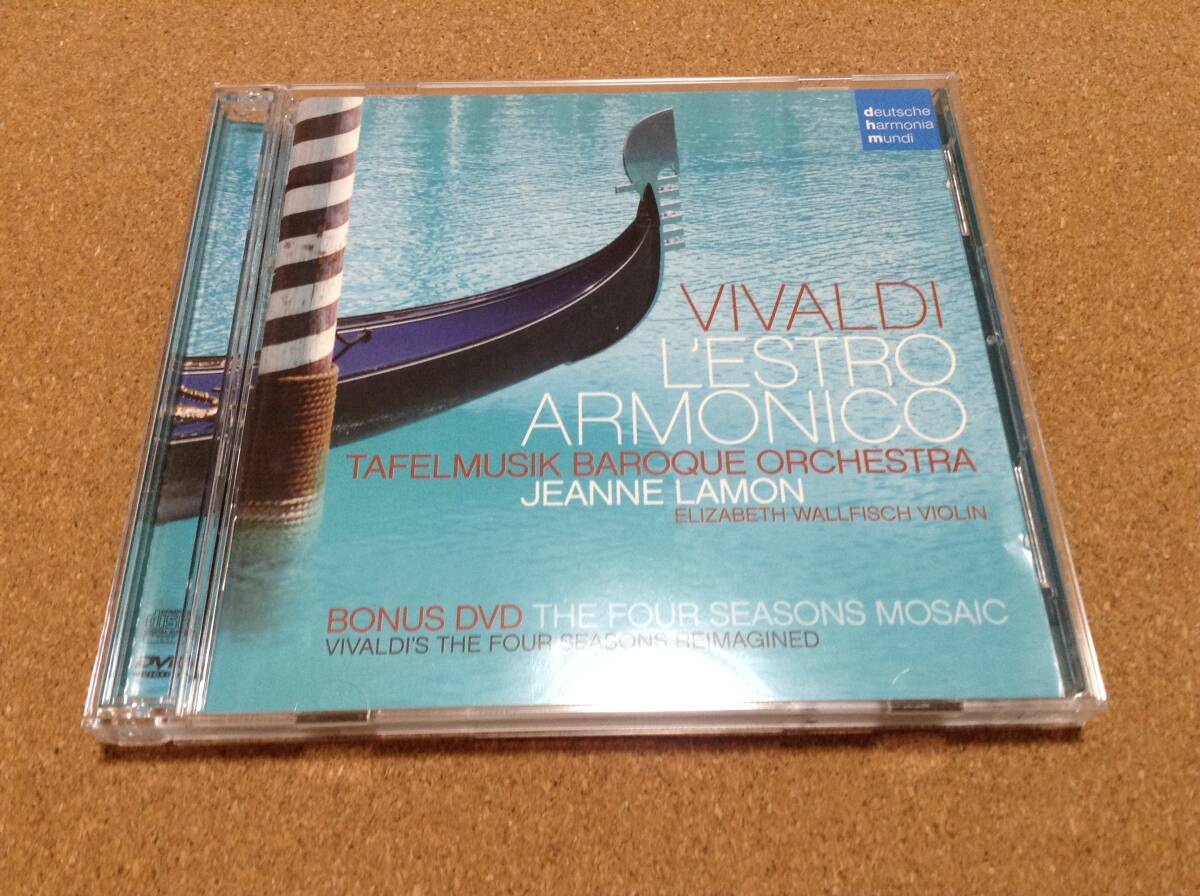 deutsche
harmonia
mundi
VIVALDI
L'ESTRO
ARMONICO
TAFELMUSIK BAROQUE ORCHESTRA
JEANNE LAMON
ELIZABETH WALLFISCH VIOLIN
BONUS DVD THE FOUR SEASONS MOSAIC
VIVALDI'S THE FOUR SEASONS REIMAGINED